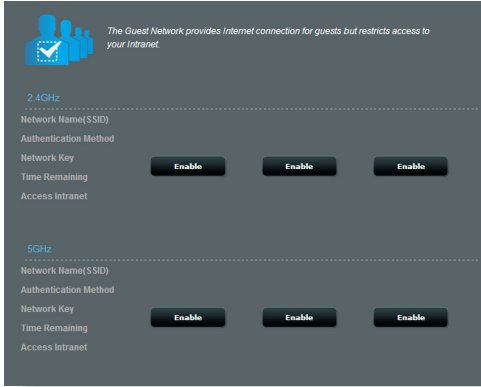 The Guest Network provides Internet connection for guests but restricts access to
your Intranet.
2.4GHz
Network Name(SSID)
Authentication Method
Network Key
Enable Enable Enable
Time Remaining
Access Intranet
5GHz
Network Name(SSID)
Authentication Method
Network Key
Enable Enable Enable
Time Remaining
Access Intranet